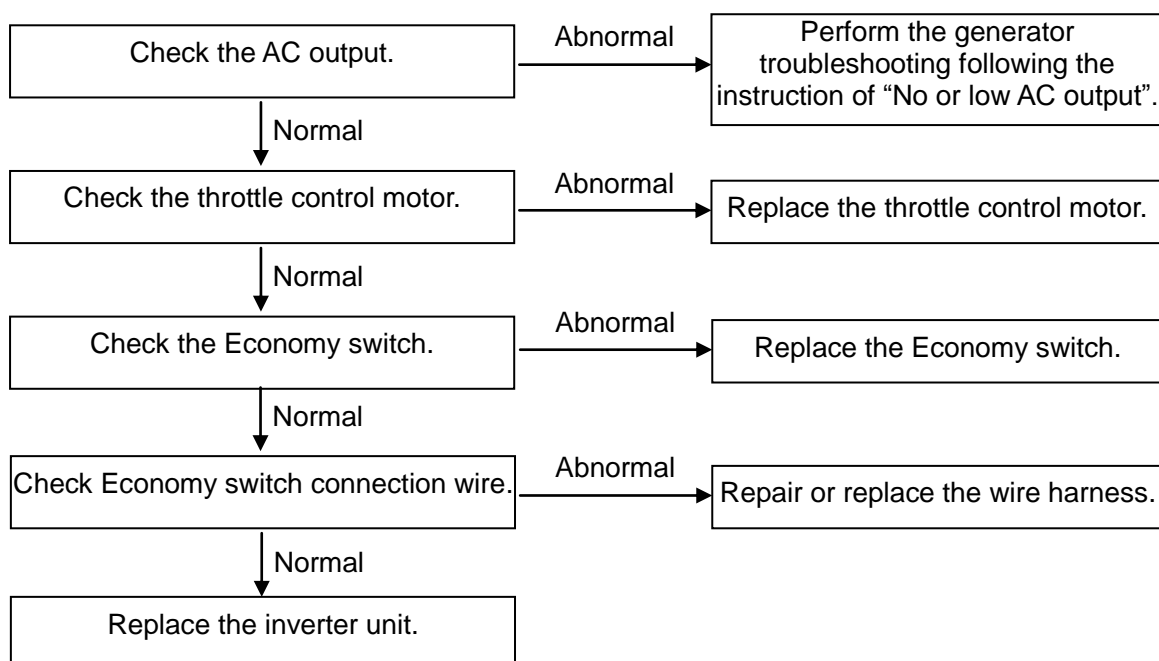 Check the AC output.
Abnormal
Perform the generator
troubleshooting following the
instruction of “No or low AC output”.
Normal
Check the throttle control motor.
Abnormal
Replace the throttle control motor.
Normal
Check the Economy switch.
Abnormal
Replace the Economy switch.
Normal
Check Economy switch connection wire.
Abnormal
Repair or replace the wire harness.
Normal
Replace the inverter unit.